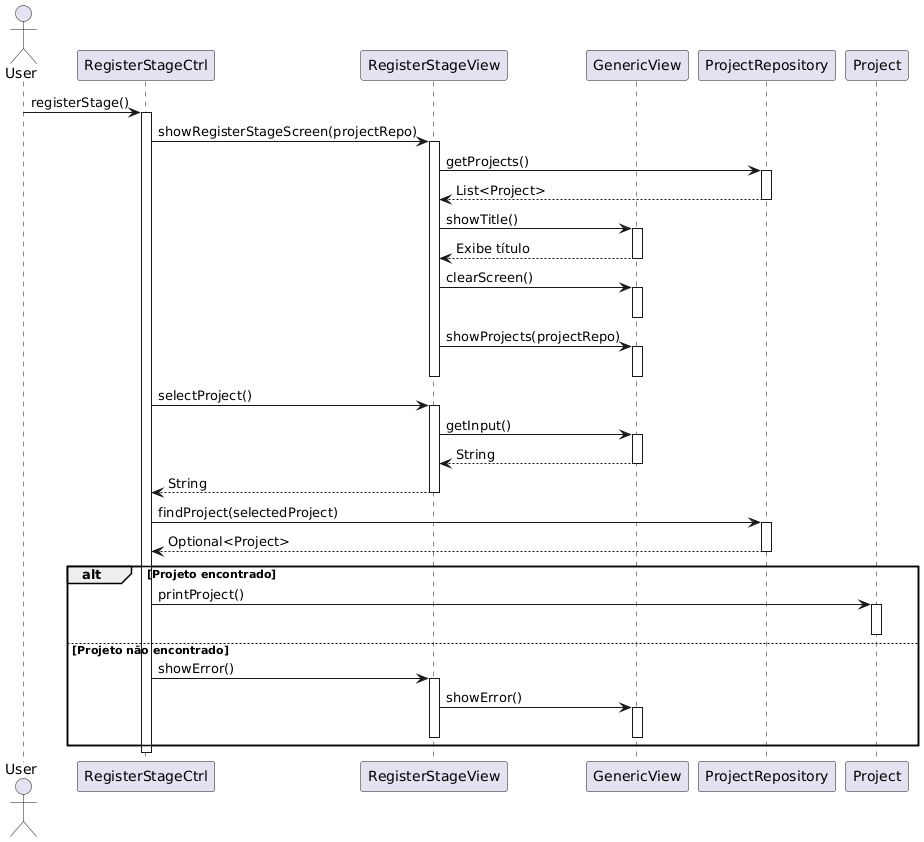 User
RegisterStageCtrl
RegisterStageView
GenericView
ProjectRepository
Project
registerStage()
showRegisterStageScreen(projectRepo)
getProjects()
List<Project>
showTitle()
Exibe título
clearScreen()
showProjects(projectRepo)
selectProject()
getInput()
String
String
findProject(selectedProject)
Optional<Project>
alt [Projeto encontrado]
printProject()
[Projeto não encontrado]
showError()
showError()
User
RegisterStageCtrl
RegisterStageView
GenericView
ProjectRepository
Project